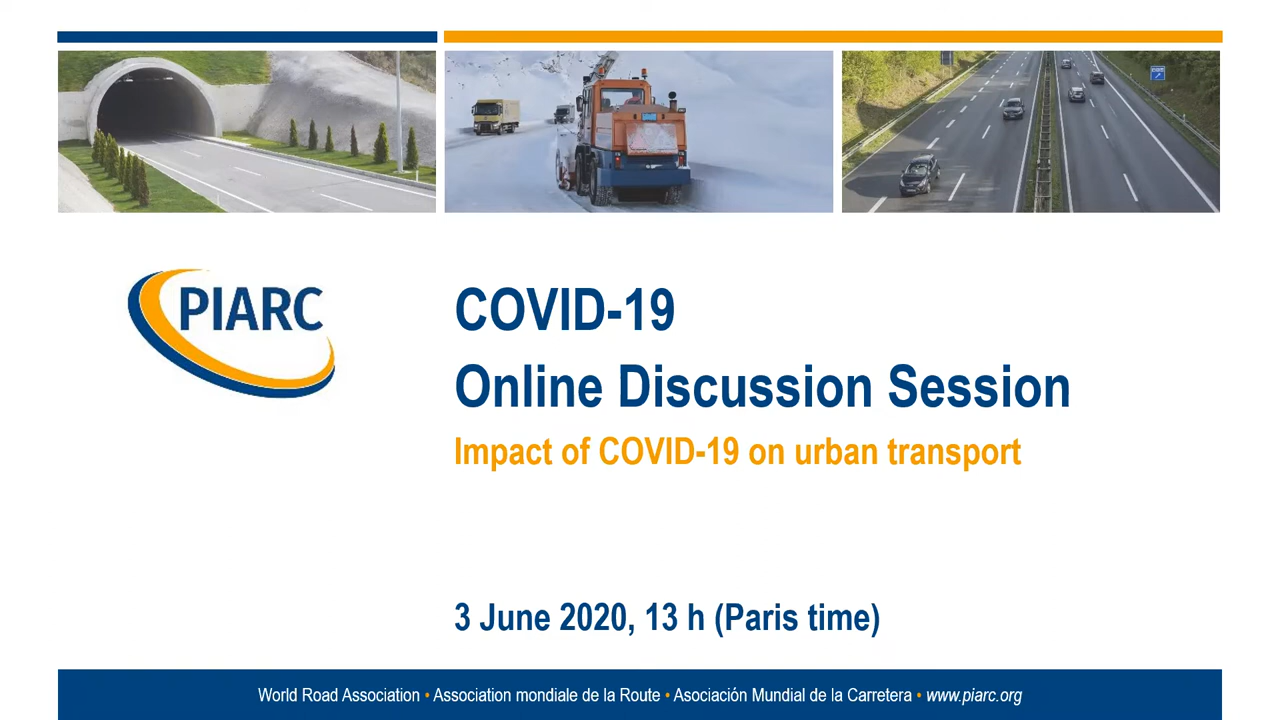 PIARC
COVID-19
Online Discussion Session
Impact of COVID-19 on urban transport
3 June 2020, 13 h (Paris time)
World Road Association • Association mondiale de la Route • Asociación Mundial de la Carretera • www.piarc.org